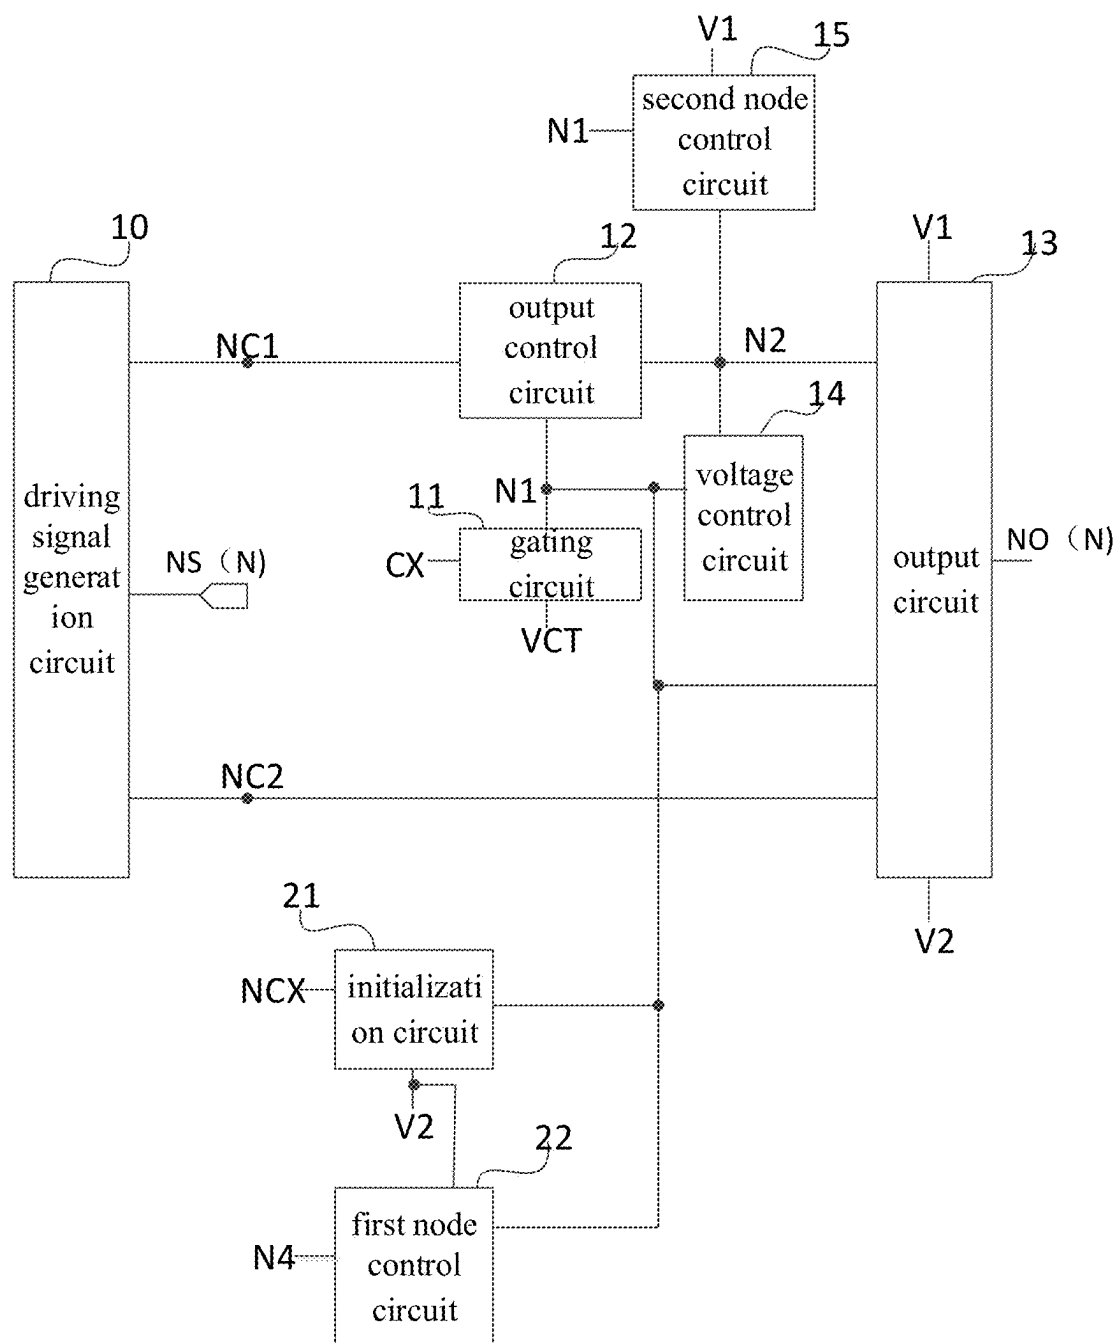 V1
15
second node
control
circuit
N1
10
12
V1
13
output
control
circuit
NC1
N2
14
driving
signal
generat
ion
circuit
NS (N)
N1
11
voltage
control
circuit
CX
gating
circuit
VCT
output
circuit
NO (N)
NC2
21
V2
NCX
initializati
on circuit
V2
22
N4
first node
control
circuit